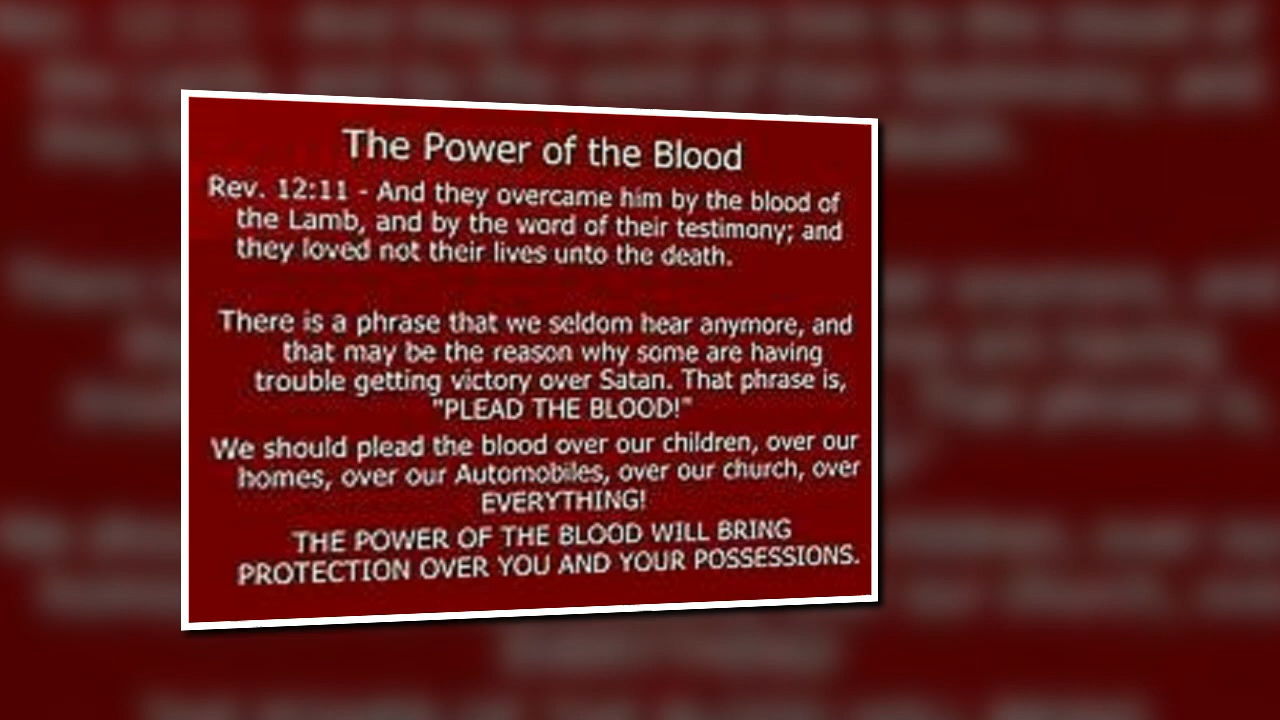 The Power of the Blood
Rev. 12:11 - And they overcame him by the blood of
the Lamb, and by the word of their testimony; and
they loved not their lives unto the death.
There is a phrase that we seldom hear anymore, and
that may be the reason why some are having
trouble getting victory over Satan. That phrase is,
"PLEAD THE BLOOD!"
We should plead the blood over our children, over our
homes, over our Automobiles, over our church, over
EVERYTHING!
THE POWER OF THE BLOOD WILL BRING
PROTECTION OVER YOU AND YOUR POSSESSIONS.